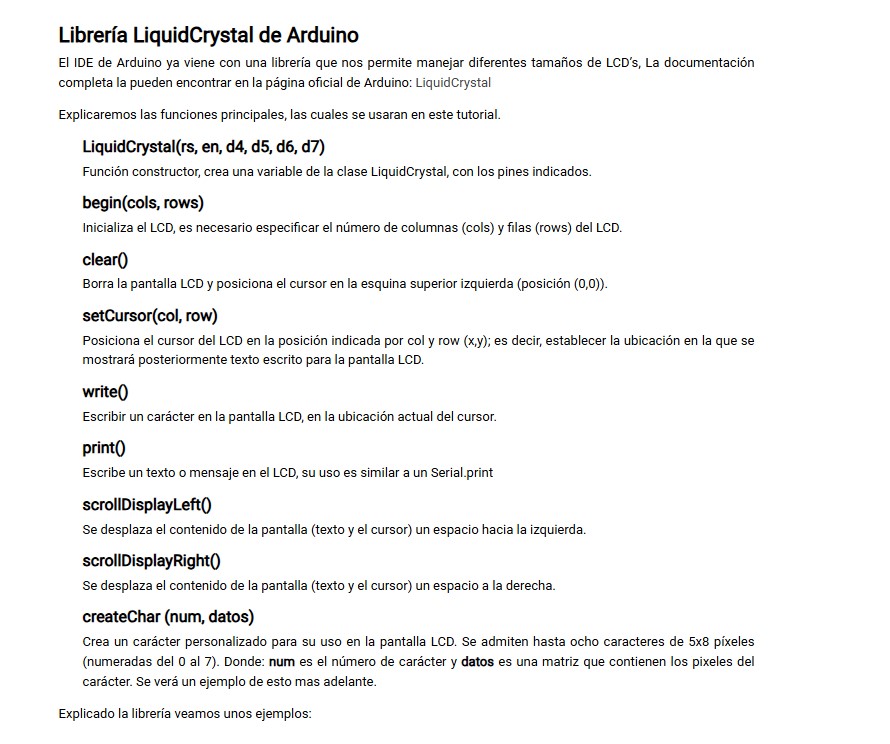 Librería LiquidCrystal de Arduino
El IDE de Arduino ya viene con una librería que nos permite manejar diferentes tamaños de LCD’s, La documentación
completa la pueden encontrar en la página oficial de Arduino: LiquidCrystal
Explicaremos las funciones principales, las cuales se usaran en este tutorial.
LiquidCrystal(rs, en, d4, d5, d6, d7)
Función constructor, crea una variable de la clase LiquidCrystal, con los pines indicados.
begin(cols, rows)
Inicializa el LCD, es necesario especificar el número de columnas (cols) y filas (rows) del LCD.
clear()
Borra la pantalla LCD y posiciona el cursor en la esquina superior izquierda (posición (0,0)).
setCursor(col, row)
Posiciona el cursor del LCD en la posición indicada por col y row (x,y); es decir, establecer la ubicación en la que se
mostrará posteriormente texto escrito para la pantalla LCD.
write()
Escribir un carácter en la pantalla LCD, en la ubicación actual del cursor.
print()
Escribe un texto o mensaje en el LCD, su uso es similar a un Serial.print
scrollDisplayLeft()
Se desplaza el contenido de la pantalla (texto y el cursor) un espacio hacia la izquierda.
scrollDisplayRight()
Se desplaza el contenido de la pantalla (texto y el cursor) un espacio a la derecha.
createChar (num, datos)
Crea un carácter personalizado para su uso en la pantalla LCD. Se admiten hasta ocho caracteres de 5x8 píxeles
(numeradas del 0 al 7). Donde: num es el número de carácter y datos es una matriz que contienen los pixeles del
carácter. Se verá un ejemplo de esto mas adelante.
Explicado la librería veamos unos ejemplos: